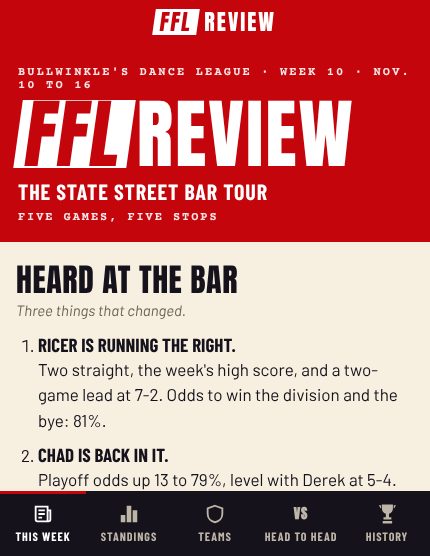 FFL REVIEW
BULLWINKLE'S DANCE LEAGUE · WEEK 10 · NOV.
10 TO 16
FFL REVIEW
THE STATE STREET BAR TOUR
FIVE GAMES, FIVE STOPS
HEARD AT THE BAR
Three things that changed.
1. RICER IS RUNNING THE RIGHT.
Two straight, the week's high score, and a two-
game lead at 7–2. Odds to win the division and the
bye: 81%.
2. CHAD IS BACK IN IT.
Playoff odds up 13 to 79%, level with Derek at 5–4.
THIS WEEK
STANDINGS
TEAMS
VS
HEAD TO HEAD
HISTORY